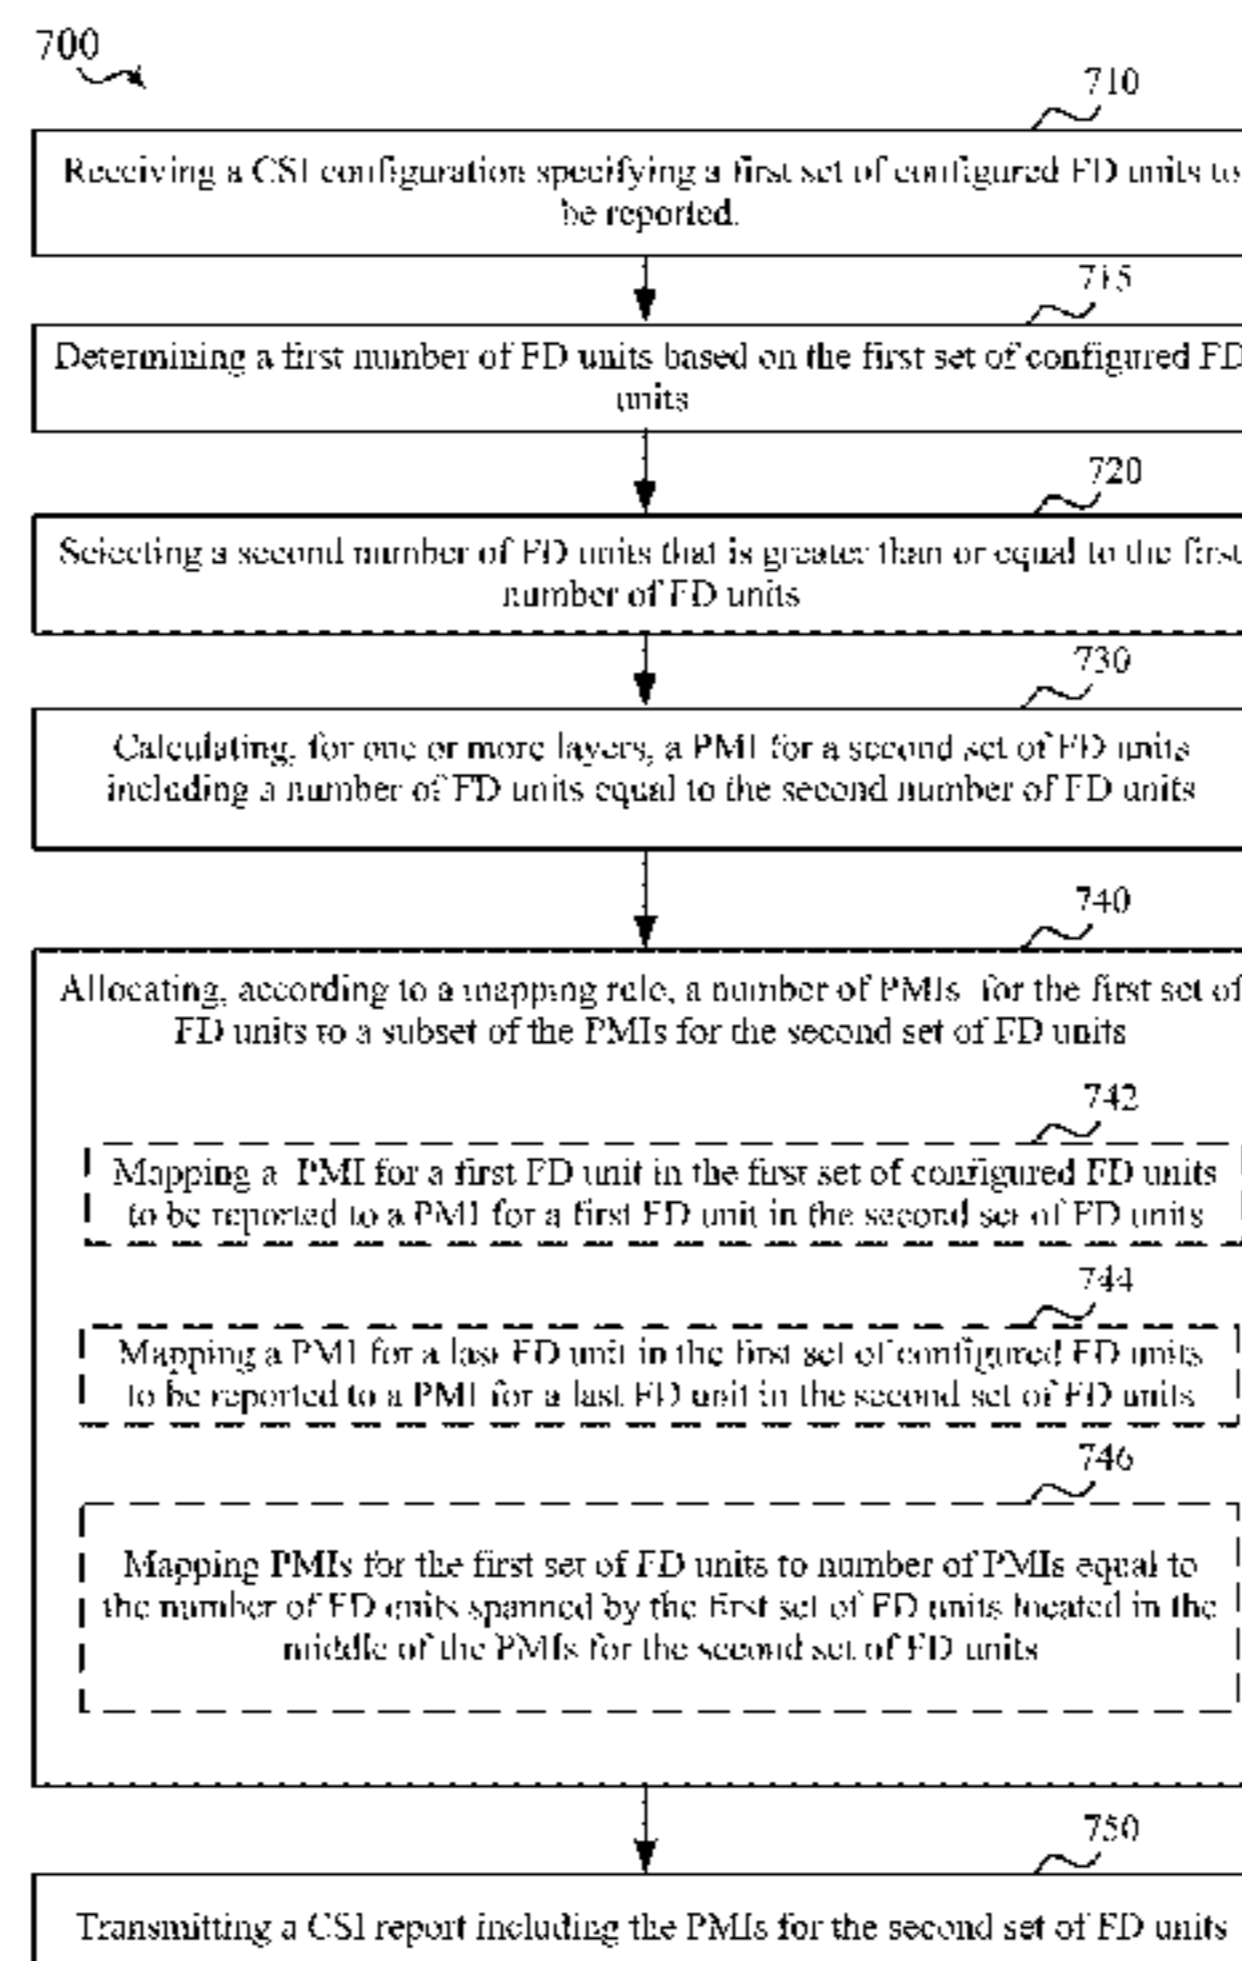 700
710
Receiving a CSI configuration specifying a first set of configured FD units to
be reported.
715
Determining a first number of FD units based on the first set of configured FD
units
720
Selecting a second number of FD units that is greater than or equal to the first
number of FD units
730
Calculating, for one or more layers, a PMI for a second set of FD units
including a number of FD units equal to the second number of FD units
740
Allocating, according to a mapping rule, a number of PMIs for the first set of
FD units to a subset of the PMIs for the second set of FD units
742
Mapping a PMI for a first FD unit in the first set of configured FD units
to be reported to a PMI for a first FD unit in the second set of FD units
744
Mapping a PMI for a last FD unit in the first set of configured FD units
to be reported to a PMI for a last FD unit in the second set of FD units
746
Mapping PMIs for the first set of FD units to number of PMIs equal to
the number of FD units spanned by the first set of FD units located in the
middle of the PMIs for the second set of FD units
750
Transmitting a CSI report including the PMIs for the second set of FD units